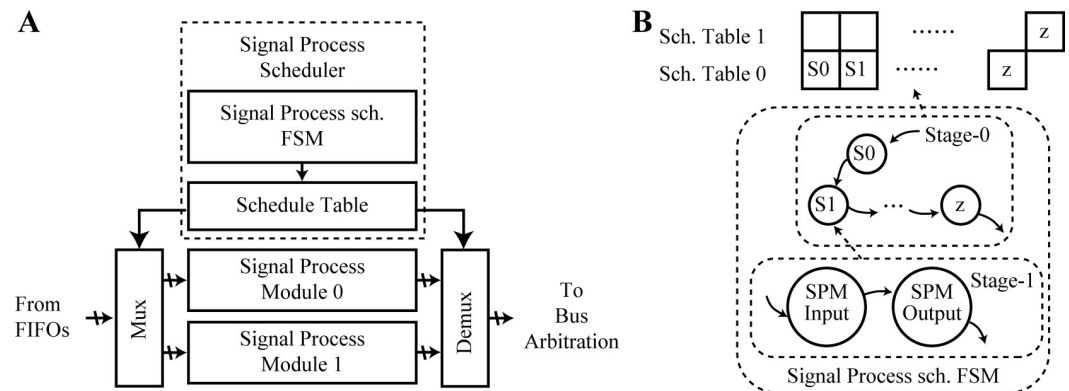 A
Signal Process
Scheduler
Signal Process sch.
FSM
Schedule Table
From
FIFOs
Mux
Signal Process
Module 0
Signal Process
Module 1
Demux
To
Bus
Arbitration
B
Sch. Table 1
......
z
Sch. Table 0
S0
S1
......
z
Stage-0
S0
S1
...
z
Stage-1
SPM
Input
SPM
Output
Signal Process sch. FSM